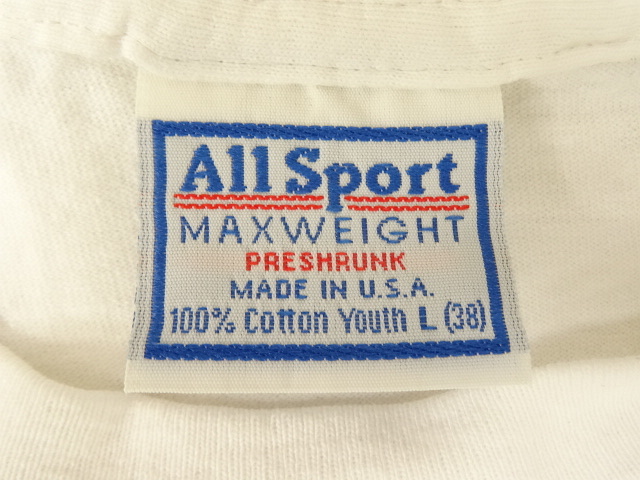 All Sport
MAXWEIGHT
PRESHRUNK
MADE IN U.S.A.
100% Cotton Youth L (38)